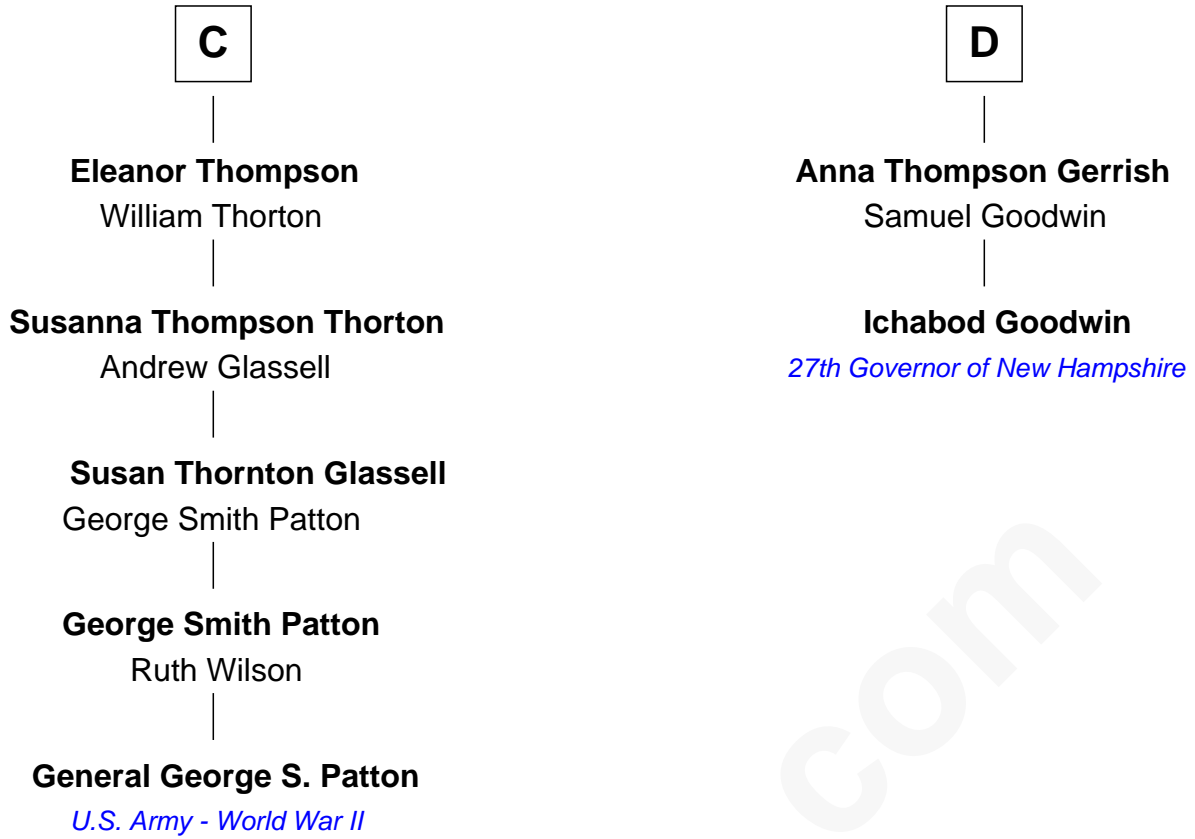 C
Eleanor Thompson
William Thorton
Susanna Thompson Thorton
Andrew Glassell
Susan Thornton Glassell
George Smith Patton
George Smith Patton
Ruth Wilson
General George S. Patton
U.S. Army - World War II
D
Anna Thompson Gerrish
Samuel Goodwin
Ichabod Goodwin
27th Governor of New Hampshire
com